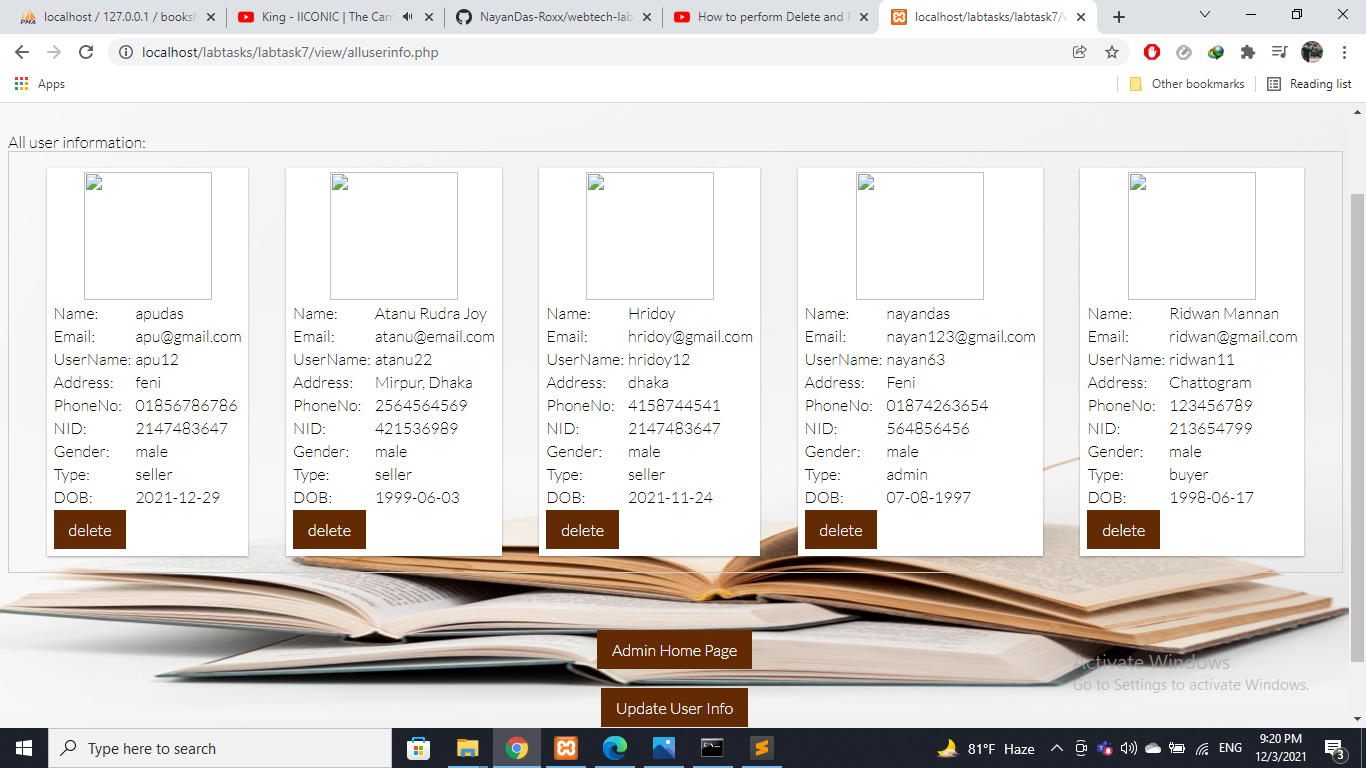 localhost / 127.0.0.1 / booksh
King - IICONIC | The Carn
NayanDas-Roxx/webtech-lab
How to perform Delete and
localhost/labtasks/labtask7/v
localhost/labtasks/labtask7/view/alluserinfo.php
Apps
Other bookmarks
Reading list
All user information:
Name: apudas
Email: apu@gmail.com
UserName: apu12
Address: feni
PhoneNo: 01856786786
NID: 2147483647
Gender: male
Type: seller
DOB: 2021-12-29
delete
Name: Atanu Rudra Joy
Email: atanu@email.com
UserName: atanu22
Address: Mirpur, Dhaka
PhoneNo: 2564564569
NID: 421536989
Gender: male
Type: seller
DOB: 1999-06-03
delete
Name: Hridoy
Email: hridoy@gmail.com
UserName: hridoy12
Address: dhaka
PhoneNo: 4158744541
NID: 2147483647
Gender: male
Type: seller
DOB: 2021-11-24
delete
Name: nayandas
Email: nayan123@gmail.com
UserName: nayan63
Address: Feni
PhoneNo: 01874263654
NID: 564856456
Gender: male
Type: admin
DOB: 07-08-1997
delete
Name: Ridwan Mannan
Email: ridwan@gmail.com
UserName: ridwan11
Address: Chattogram
PhoneNo: 123456789
NID: 213654799
Gender: male
Type: buyer
DOB: 1998-06-17
delete
Admin Home Page
Update User Info
Activate Windows
Go to Settings to activate Windows.
Type here to search
81°F Haze
ENG
9:20 PM
12/3/2021
3